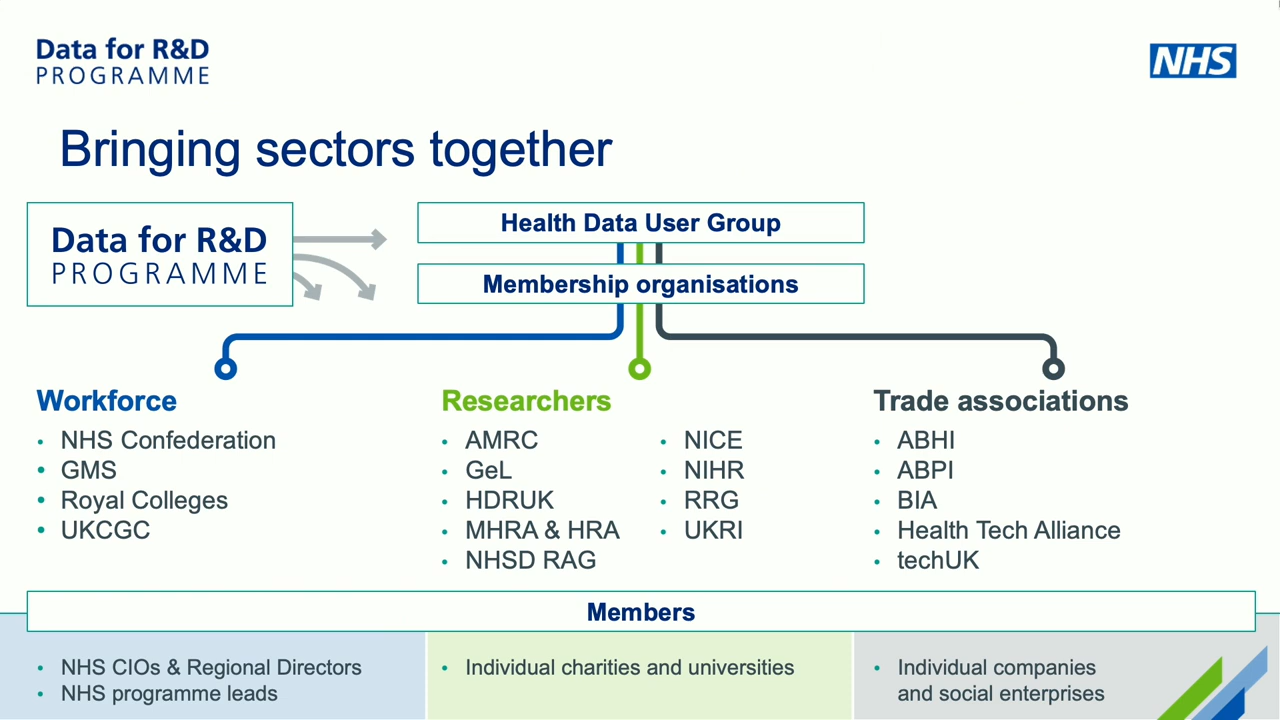 Data for R&D
PROGRAMME
NHS
Bringing sectors together
Data for R&D
PROGRAMME
Health Data User Group
Membership organisations
Workforce
• NHS Confederation
• GMS
• Royal Colleges
• UKCGC
Researchers
• AMRC
• GeL
• HDRUK
• MHRA & HRA
• NHSD RAG
• NICE
• NIHR
• RRG
• UKRI
Trade associations
• ABHI
• ABPI
• BIA
• Health Tech Alliance
• techUK
Members
• NHS CIOs & Regional Directors
• NHS programme leads
• Individual charities and universities
• Individual companies
and social enterprises